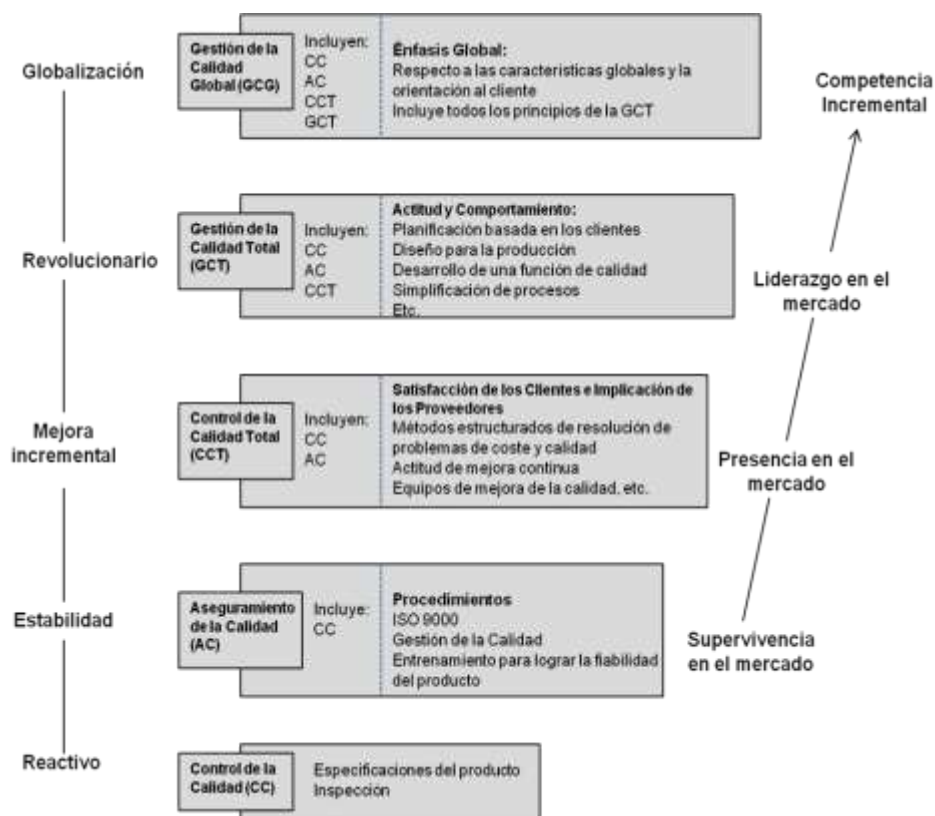 Globalización
Gestión de la
Calidad
Global (GCG)
Incluyen:
CC
AC
CCT
GCT
Énfasis Global:
Respecto a las características globales y la
orientación al cliente
Incluye todos los principios de la GCT
Competencia
Incremental
Revolucionario
Gestión de la
Calidad Total
(GCT)
Incluyen:
CC
AC
CCT
Actitud y Comportamiento:
Planificación basada en los clientes
Diseño para la producción
Desarrollo de una función de calidad
Simplificación de procesos
Etc.
Liderazgo en el
mercado
Mejora
incremental
Control de la
Calidad Total
(CCT)
Incluyen:
CC
AC
Satisfacción de los Clientes e Implicación de
los Proveedores
Métodos estructurados de resolución de
problemas de coste y calidad
Actitud de mejora continua
Equipos de mejora de la calidad, etc.
Presencia en el
mercado
Estabilidad
Aseguramiento
de la Calidad
(AC)
Incluye:
CC
Procedimientos
ISO 9000
Gestión de la Calidad
Entrenamiento para lograr la fiabilidad
del producto
Supervivencia
en el mercado
Reactivo
Control de la
Calidad (CC)
Especificaciones del producto
Inspección